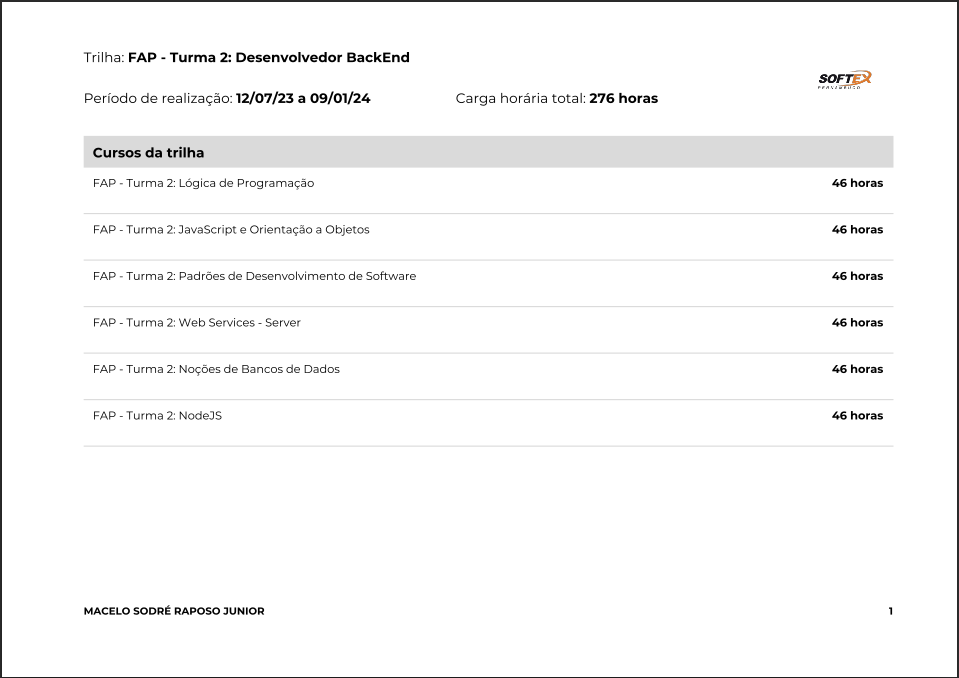 Trilha: FAP - Turma 2: Desenvolvedor BackEnd
SOFTEX
PERNAMBUCO
Período de realização: 12/07/23 a 09/01/24 Carga horária total: 276 horas
Cursos da trilha
FAP - Turma 2: Lógica de Programação 46 horas
FAP - Turma 2: JavaScript e Orientação a Objetos 46 horas
FAP - Turma 2: Padrões de Desenvolvimento de Software 46 horas
FAP - Turma 2: Web Services - Server 46 horas
FAP - Turma 2: Noções de Bancos de Dados 46 horas
FAP - Turma 2: NodeJS 46 horas
MACELO SODRÉ RAPOSO JUNIOR 1